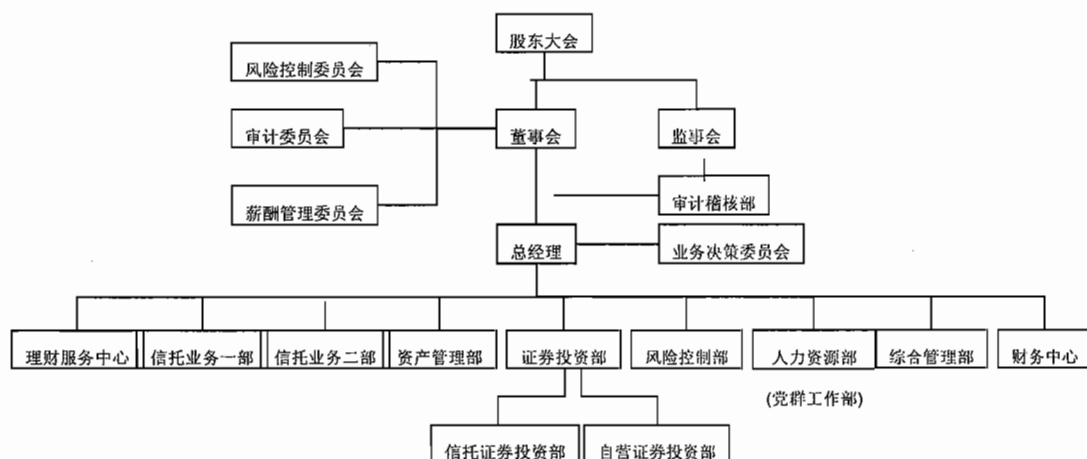 股东大会
风险控制委员会
审计委员会
董事会
监事会
薪酬管理委员会
审计稽核部
总经理
业务决策委员会
理财服务中心
信托业务一部
信托业务二部
资产管理部
证券投资部
风险控制部
人力资源部
综合管理部
财务中心
(党群工作部)
信托证券投资部
自营证券投资部